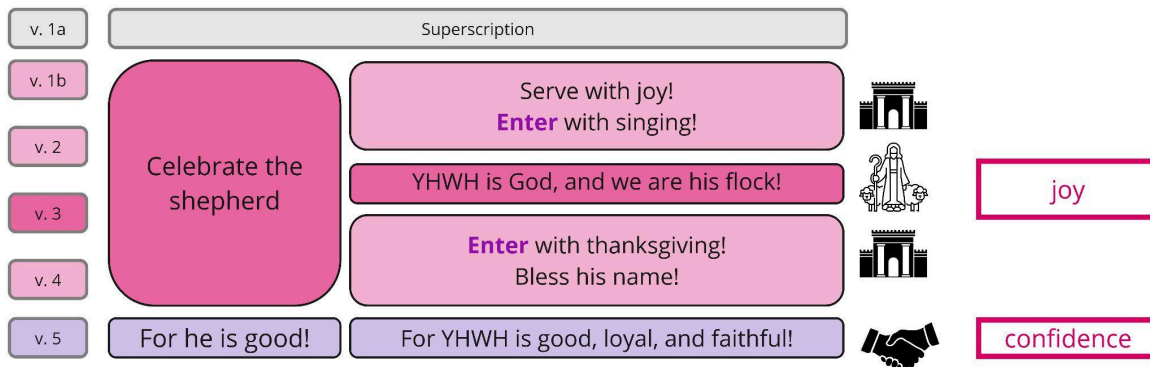 v. 1a
Superscription
v. 1b
Serve with joy!
Enter with singing!
v. 2
Celebrate the
shepherd
YHWH is God, and we are his flock!
joy
v. 3
Enter with thanksgiving!
Bless his name!
v. 4
v. 5
For he is good!
For YHWH is good, loyal, and faithful!
confidence